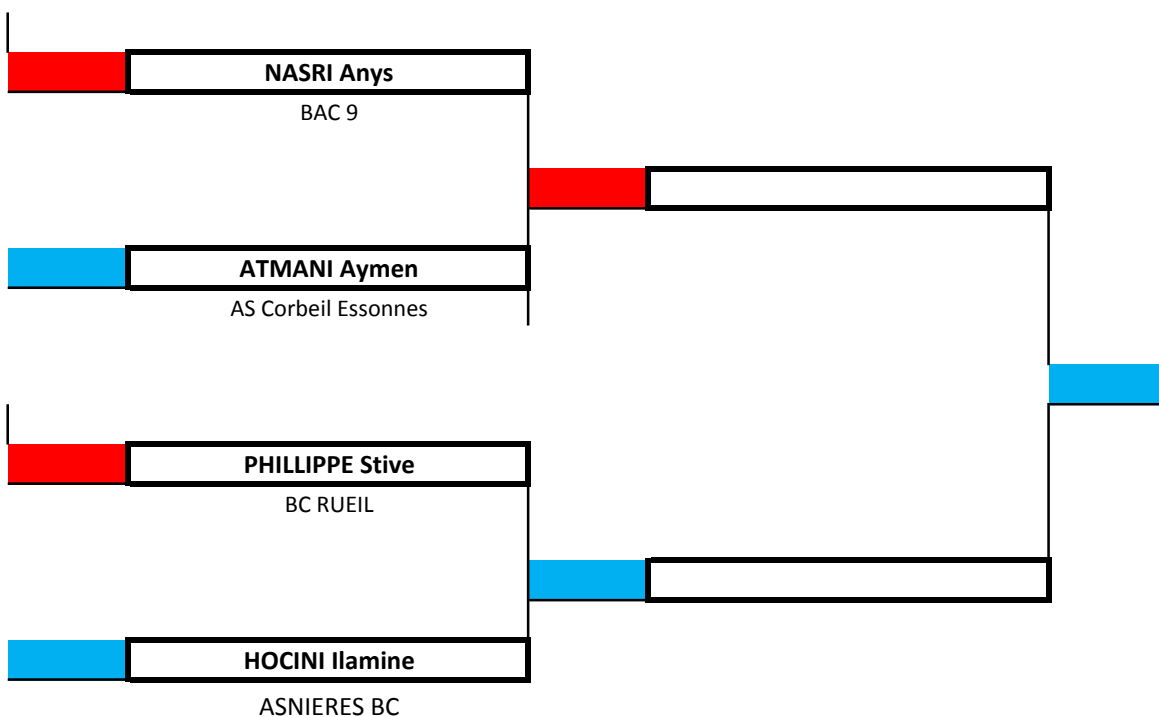 NASRI Anys
BAC 9
ATMANI Aymen
AS Corbeil Essonnes
PHILLIPPE Stive
BC RUEIL
HOCINI Ilamine
ASNIERES BC